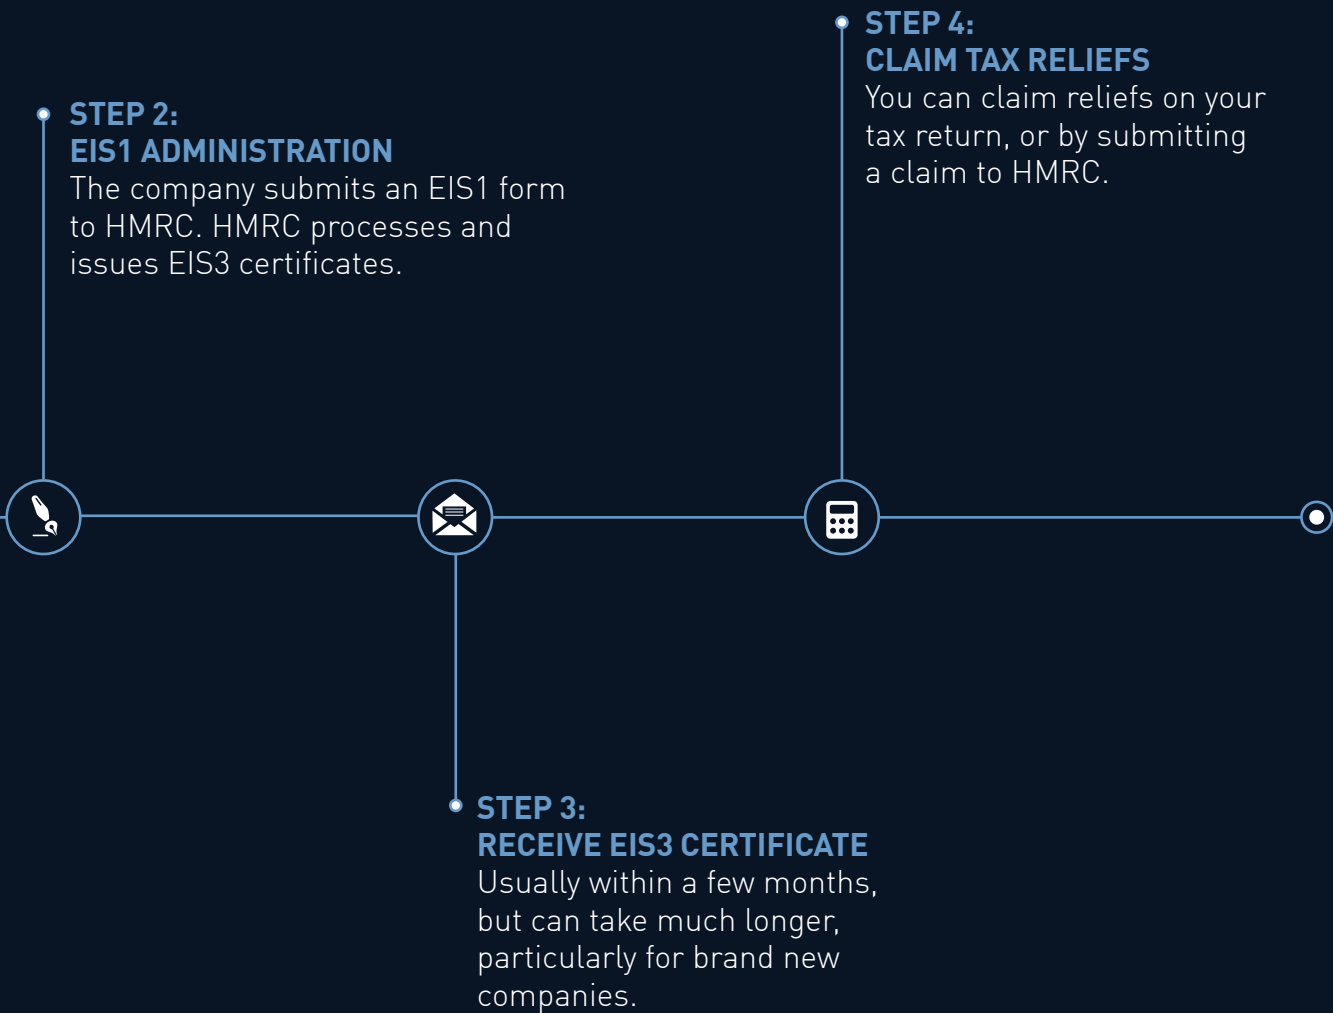 STEP 2:
EIS1 ADMINISTRATION
The company submits an EIS1 form
to HMRC. HMRC processes and
issues EIS3 certificates.
STEP 3:
RECEIVE EIS3 CERTIFICATE
Usually within a few months,
but can take much longer,
particularly for brand new
companies.
STEP 4:
CLAIM TAX RELIEFS
You can claim reliefs on your
tax return, or by submitting
a claim to HMRC.